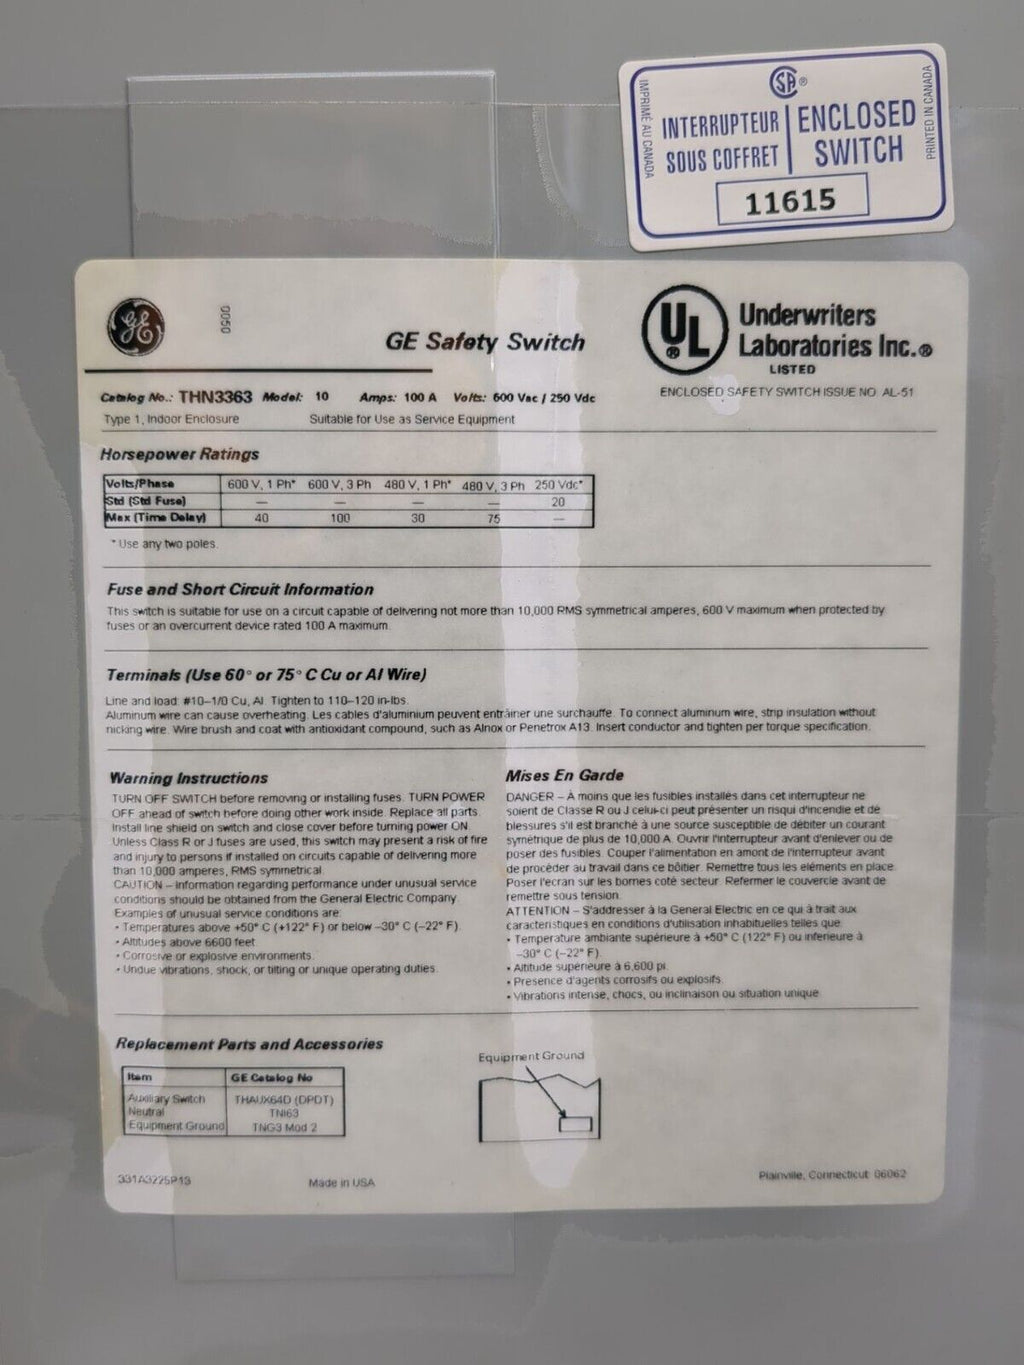 IMPRIMÉ AU CANADA
SA®
INTERRUPTEUR
SOUS COFFRET
ENCLOSED
SWITCH
11615
PRINTED IN CANADA
GE
0050
GE Safety Switch
UL®
Underwriters
Laboratories Inc.®
LISTED
ENCLOSED SAFETY SWITCH ISSUE NO. AL-51
Catalog No.: THN3363 Model: 10 Amps: 100 A Volts: 600 Vac / 250 Vdc
Type 1, Indoor Enclosure Suitable for Use as Service Equipment
Horsepower Ratings
Volts/Phase 600 V, 1 Ph* 600 V, 3 Ph 480 V, 1 Ph* 480 V, 3 Ph 250 Vdc*
Std (Std Fuse) — — — — 20
Max (Time Delay) 40 100 30 75 —
* Use any two poles.
Fuse and Short Circuit Information
This switch is suitable for use on a circuit capable of delivering not more than 10,000 RMS symmetrical amperes, 600 V maximum when protected by
fuses or an overcurrent device rated 100 A maximum.
Terminals (Use 60° or 75° C Cu or Al Wire)
Line and load: #10–1/0 Cu, Al. Tighten to 110–120 in-lbs.
Aluminum wire can cause overheating. Les cables d'aluminium peuvent entràiner une surchauffe. To connect aluminum wire, strip insulation without
nicking wire. Wire brush and coat with antioxidant compound, such as Alnox or Penetrox A13. Insert conductor and tighten per torque specification.
Warning Instructions
TURN OFF SWITCH before removing or installing fuses. TURN POWER
OFF ahead of switch before doing other work inside. Replace all parts.
Install line shield on switch and close cover before turning power ON.
Unless Class R or J fuses are used, this switch may present a risk of fire
and injury to persons if installed on circuits capable of delivering more
than 10,000 amperes, RMS symmetrical.
CAUTION – Information regarding performance under unusual service
conditions should be obtained from the General Electric Company.
Examples of unusual service conditions are:
• Temperatures above +50° C (+122° F) or below –30° C (–22° F).
• Altitudes above 6600 feet.
• Corrosive or explosive environments.
• Undue vibrations, shock, or tilting or unique operating duties.
Mises En Garde
DANGER – À moins que les fusibles installés dans cet interrupteur ne
soient de Classe R ou J celui-ci peut présenter un risqui d'incendie et de
blessures s'il est branché à une source susceptible de débiter un courant
symétrique de plus de 10,000 A. Ouvrir l'interrupteur avant d'enlever ou de
poser des fusibles. Couper l'alimentation en amont de l'interrupteur avant
de procéder au travail dans ce bôitier. Remettre tous les eléments en place.
Poser l'ecran sur les bornes coté secteur. Refermer le couvercle avant de
remettre sous tension.
ATTENTION – S'addresser à la General Electric en ce qui à trait aux
caracteristiques en conditions d'utilisation inhabituelles telles que:
• Temperature ambiante supérieure à +50° C (122° F) ou inferieure à
–30° C (–22° F).
• Altitude supérieure à 6,600 pi.
• Presence d'agents corrosifs ou explosifs.
• Vibrations intense, chocs, ou inclinaison ou situation unique.
Replacement Parts and Accessories
Item GE Catalog No
Auxiliary Switch THAUX64D (DPDT)
Neutral TNI63
Equipment Ground TNG3 Mod 2
Equipment Ground
331A3225P13
Made in USA
Plainville, Connecticut 06062